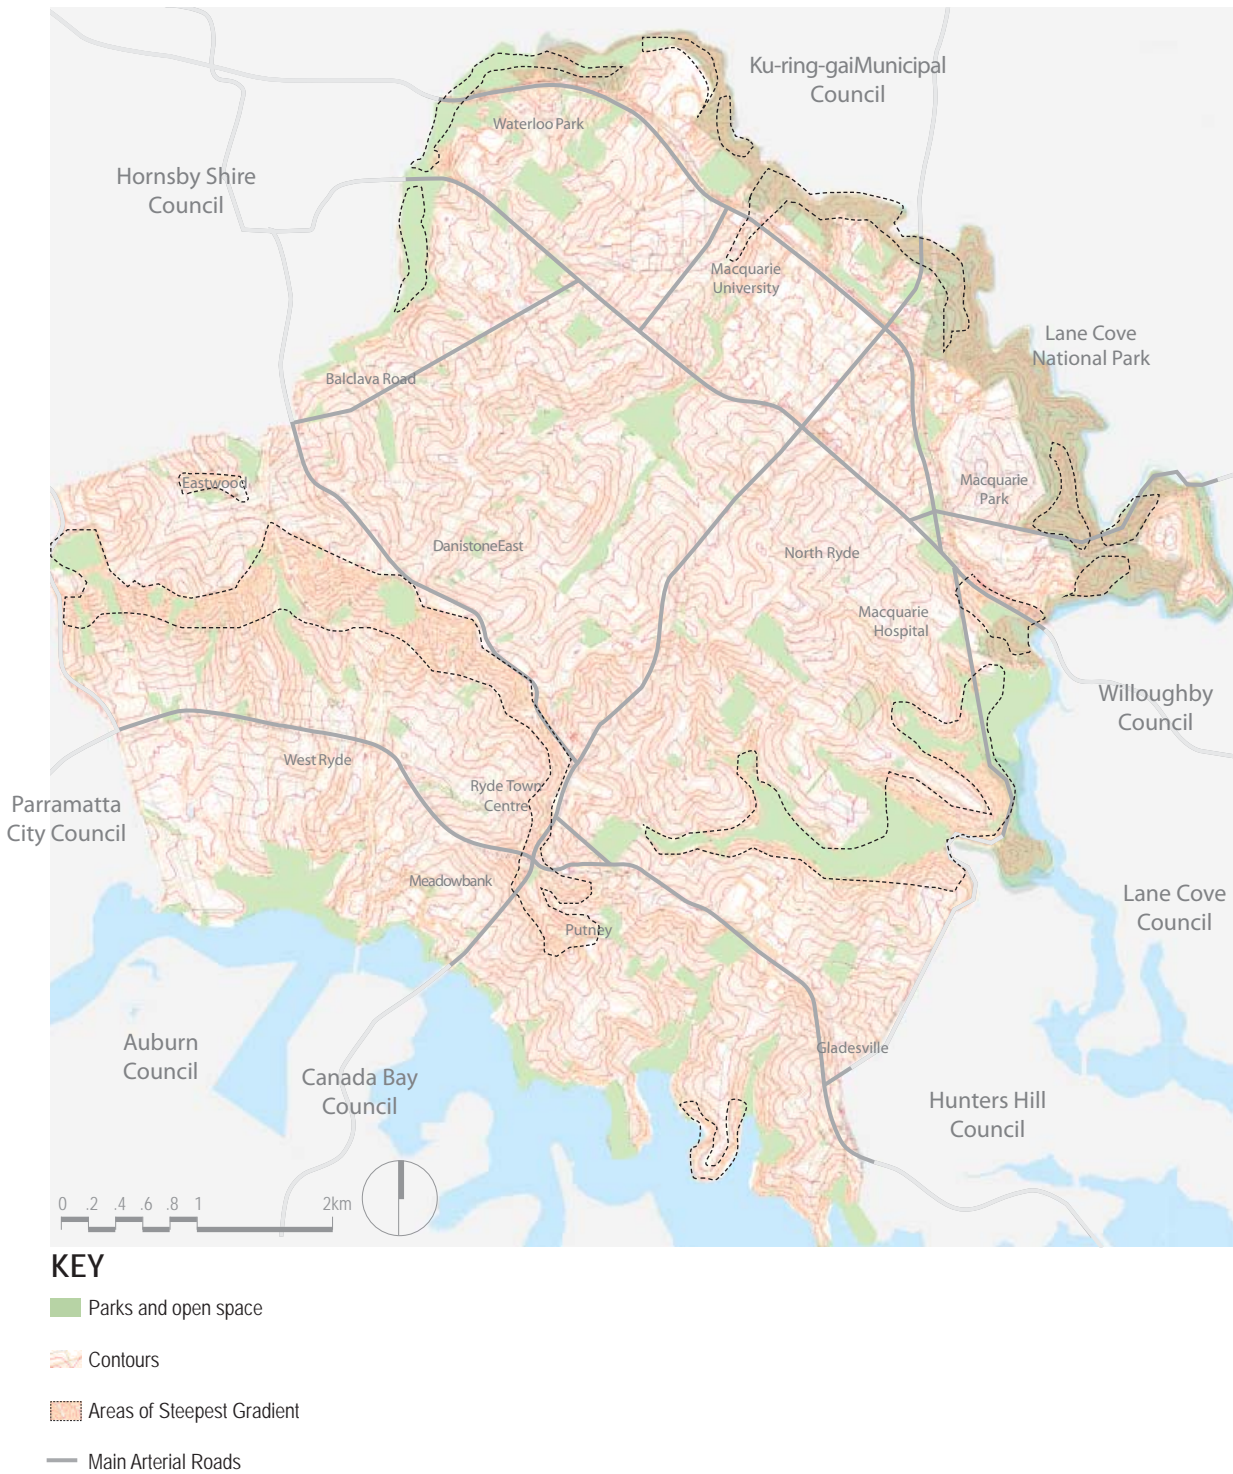 Ku-ring-gaiMunicipal
Council
Waterloo Park
Hornsby Shire
Council
Macquarie
University
Lane Cove
National Park
Balclava Road
Eastwood
Macquarie
Park
DanistoneEast
North Ryde
Macquarie
Hospital
Willoughby
Council
West Ryde
Ryde Town
Centre
Parramatta
City Council
Meadowbank
Lane Cove
Council
Putney
Auburn
Council
Gladesville
Canada Bay
Council
Hunters Hill
Council
0 .2 .4 .6 .8 1 2km
KEY
Parks and open space
Contours
Areas of Steepest Gradient
Main Arterial Roads